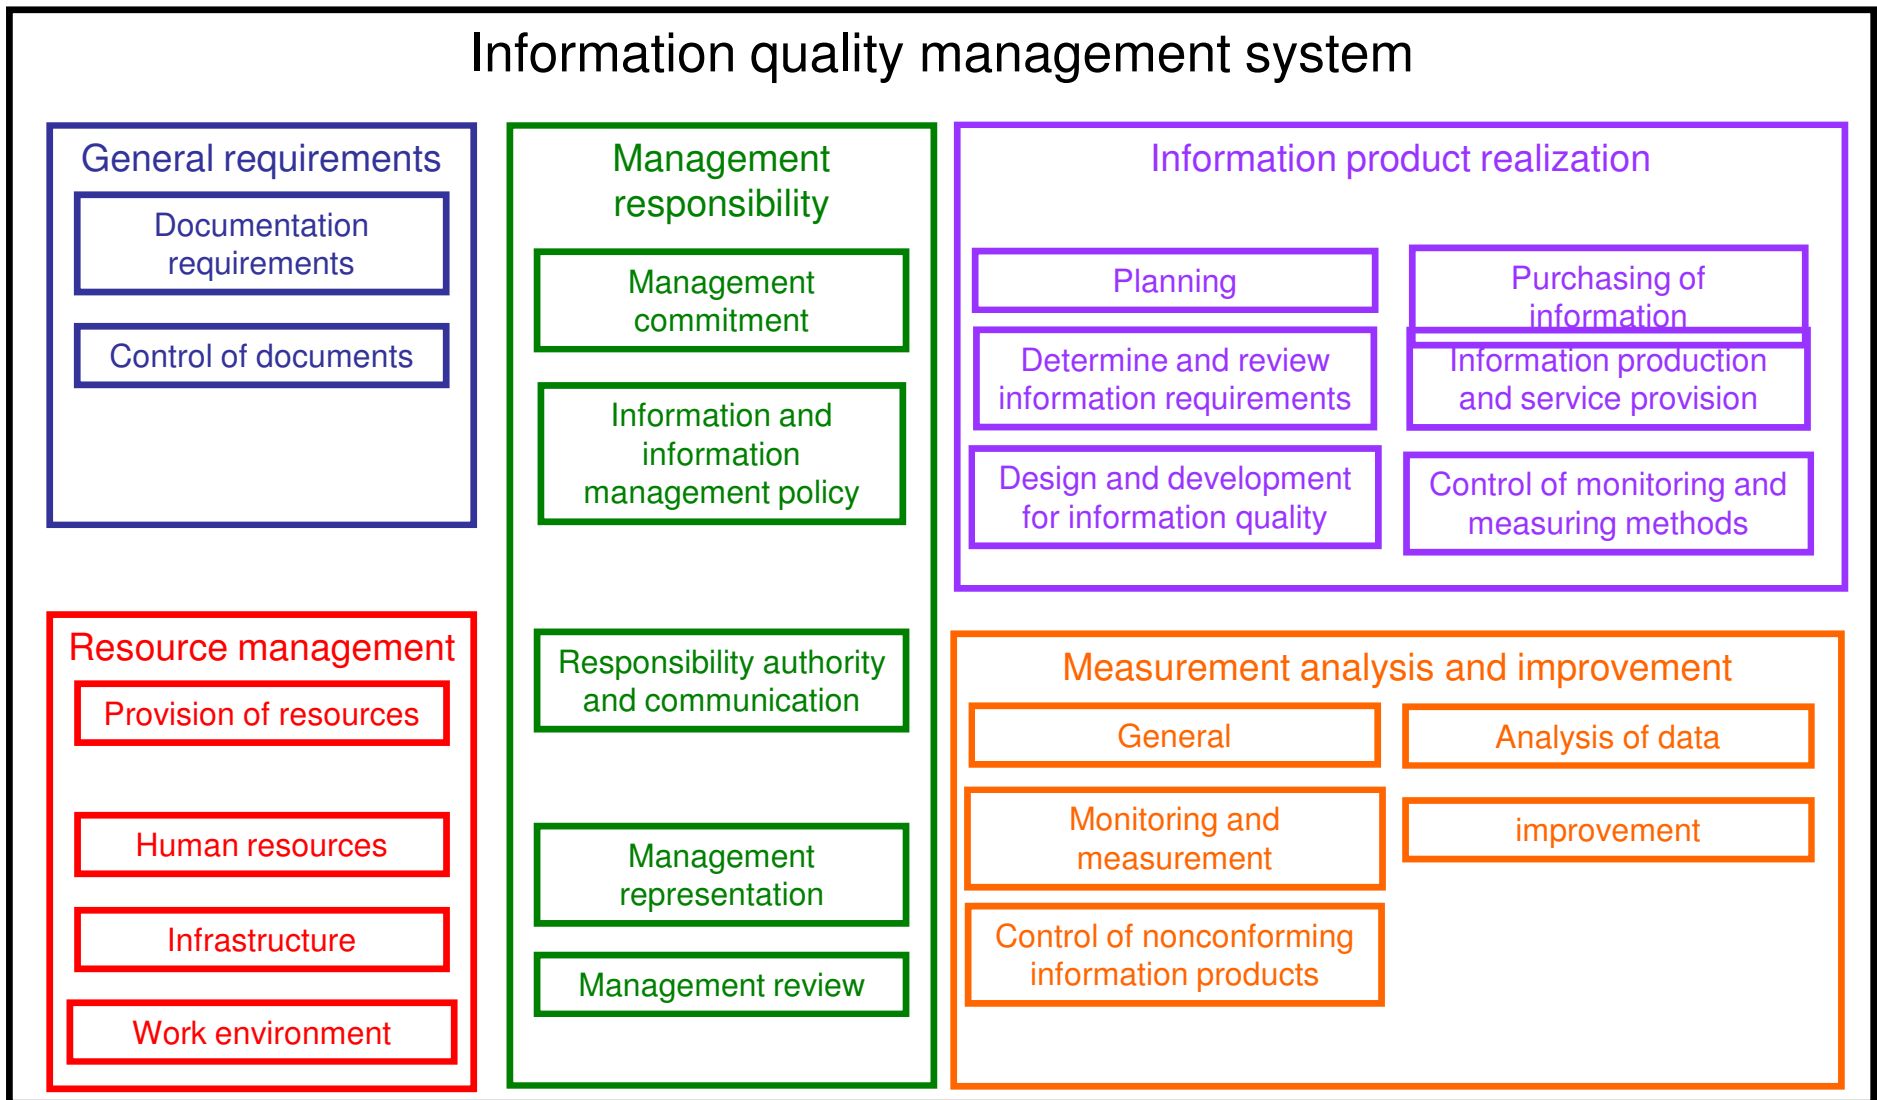 Information quality management system
General requirements
Documentation
requirements
Control of documents
Resource management
Provision of resources
Human resources
Infrastructure
Work environment
Management
responsibility
Management
commitment
Information and
information
management policy
Responsibility authority
and communication
Management
representation
Management review
Information product realization
Planning
Determine and review
information requirements
Design and development
for information quality
Purchasing of
information
Information production
and service provision
Control of monitoring and
measuring methods
Measurement analysis and improvement
General
Monitoring and
measurement
Control of nonconforming
information products
Analysis of data
improvement